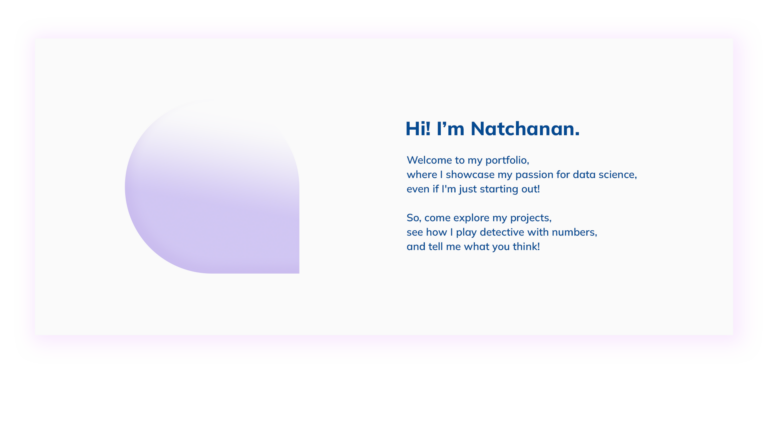 Hi! I’m Natchanan.
Welcome to my portfolio,
where I showcase my passion for data science,
even if I'm just starting out!
So, come explore my projects,
see how I play detective with numbers,
and tell me what you think!